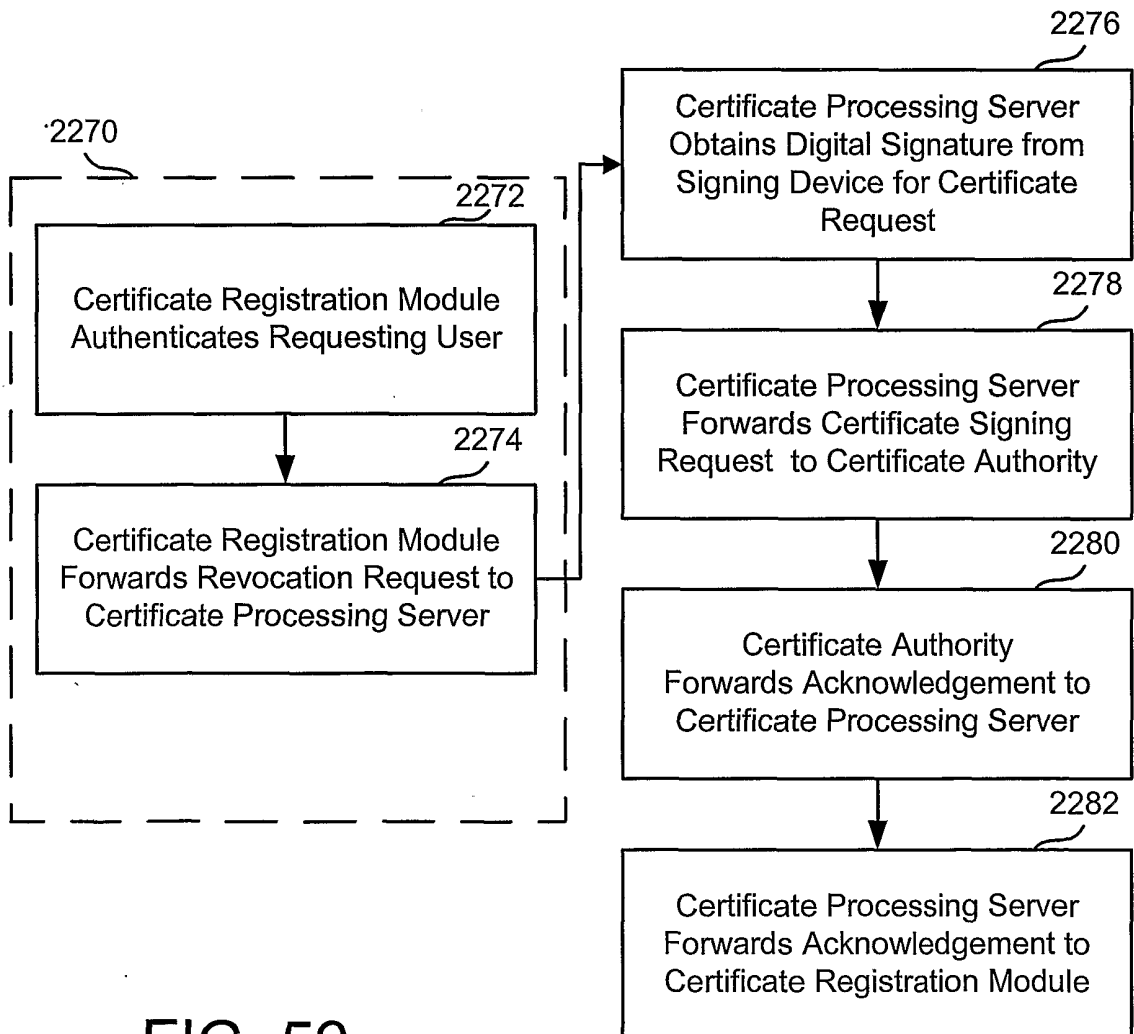 2270
2272
Certificate Registration Module
Authenticates Requesting User
2274
Certificate Registration Module
Forwards Revocation Request to
Certificate Processing Server
2276
Certificate Processing Server
Obtains Digital Signature from
Signing Device for Certificate
Request
2278
Certificate Processing Server
Forwards Certificate Signing
Request to Certificate Authority
2280
Certificate Authority
Forwards Acknowledgement to
Certificate Processing Server
2282
Certificate Processing Server
Forwards Acknowledgement to
Certificate Registration Module